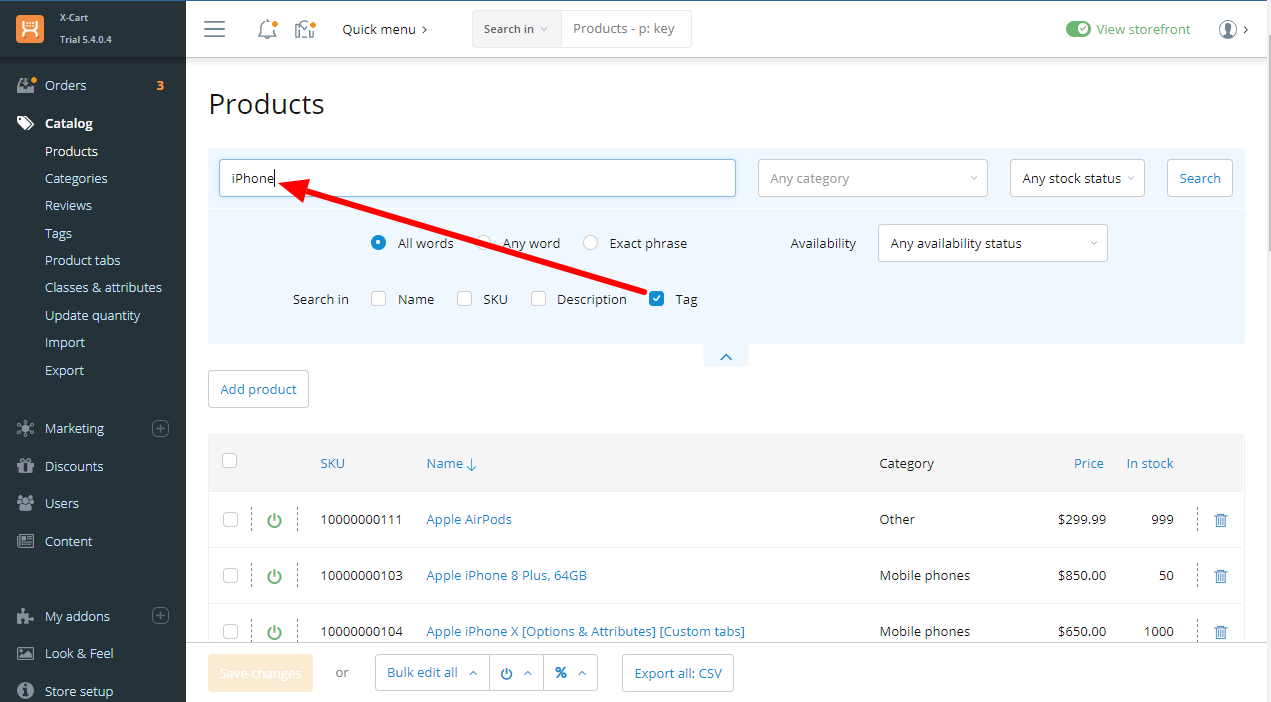 X-Cart
Trial 5.4.0.4
Quick menu
Search in
Products - p: key
View storefront
Orders 3
Catalog
Products
Categories
Reviews
Tags
Product tabs
Classes & attributes
Update quantity
Import
Export
Marketing
Discounts
Users
Content
My addons
Look & Feel
Store setup
Products
iPhone Any category Any stock status Search
All words Any word Exact phrase Availability Any availability status
Search in Name SKU Description Tag
Add product
SKU Name Category Price In stock
10000000111 Apple AirPods Other $299.99 999
10000000103 Apple iPhone 8 Plus, 64GB Mobile phones $850.00 50
10000000104 Apple iPhone X [Options & Attributes] [Custom tabs] Mobile phones $650.00 1000
Save changes or Bulk edit all % Export all: CSV